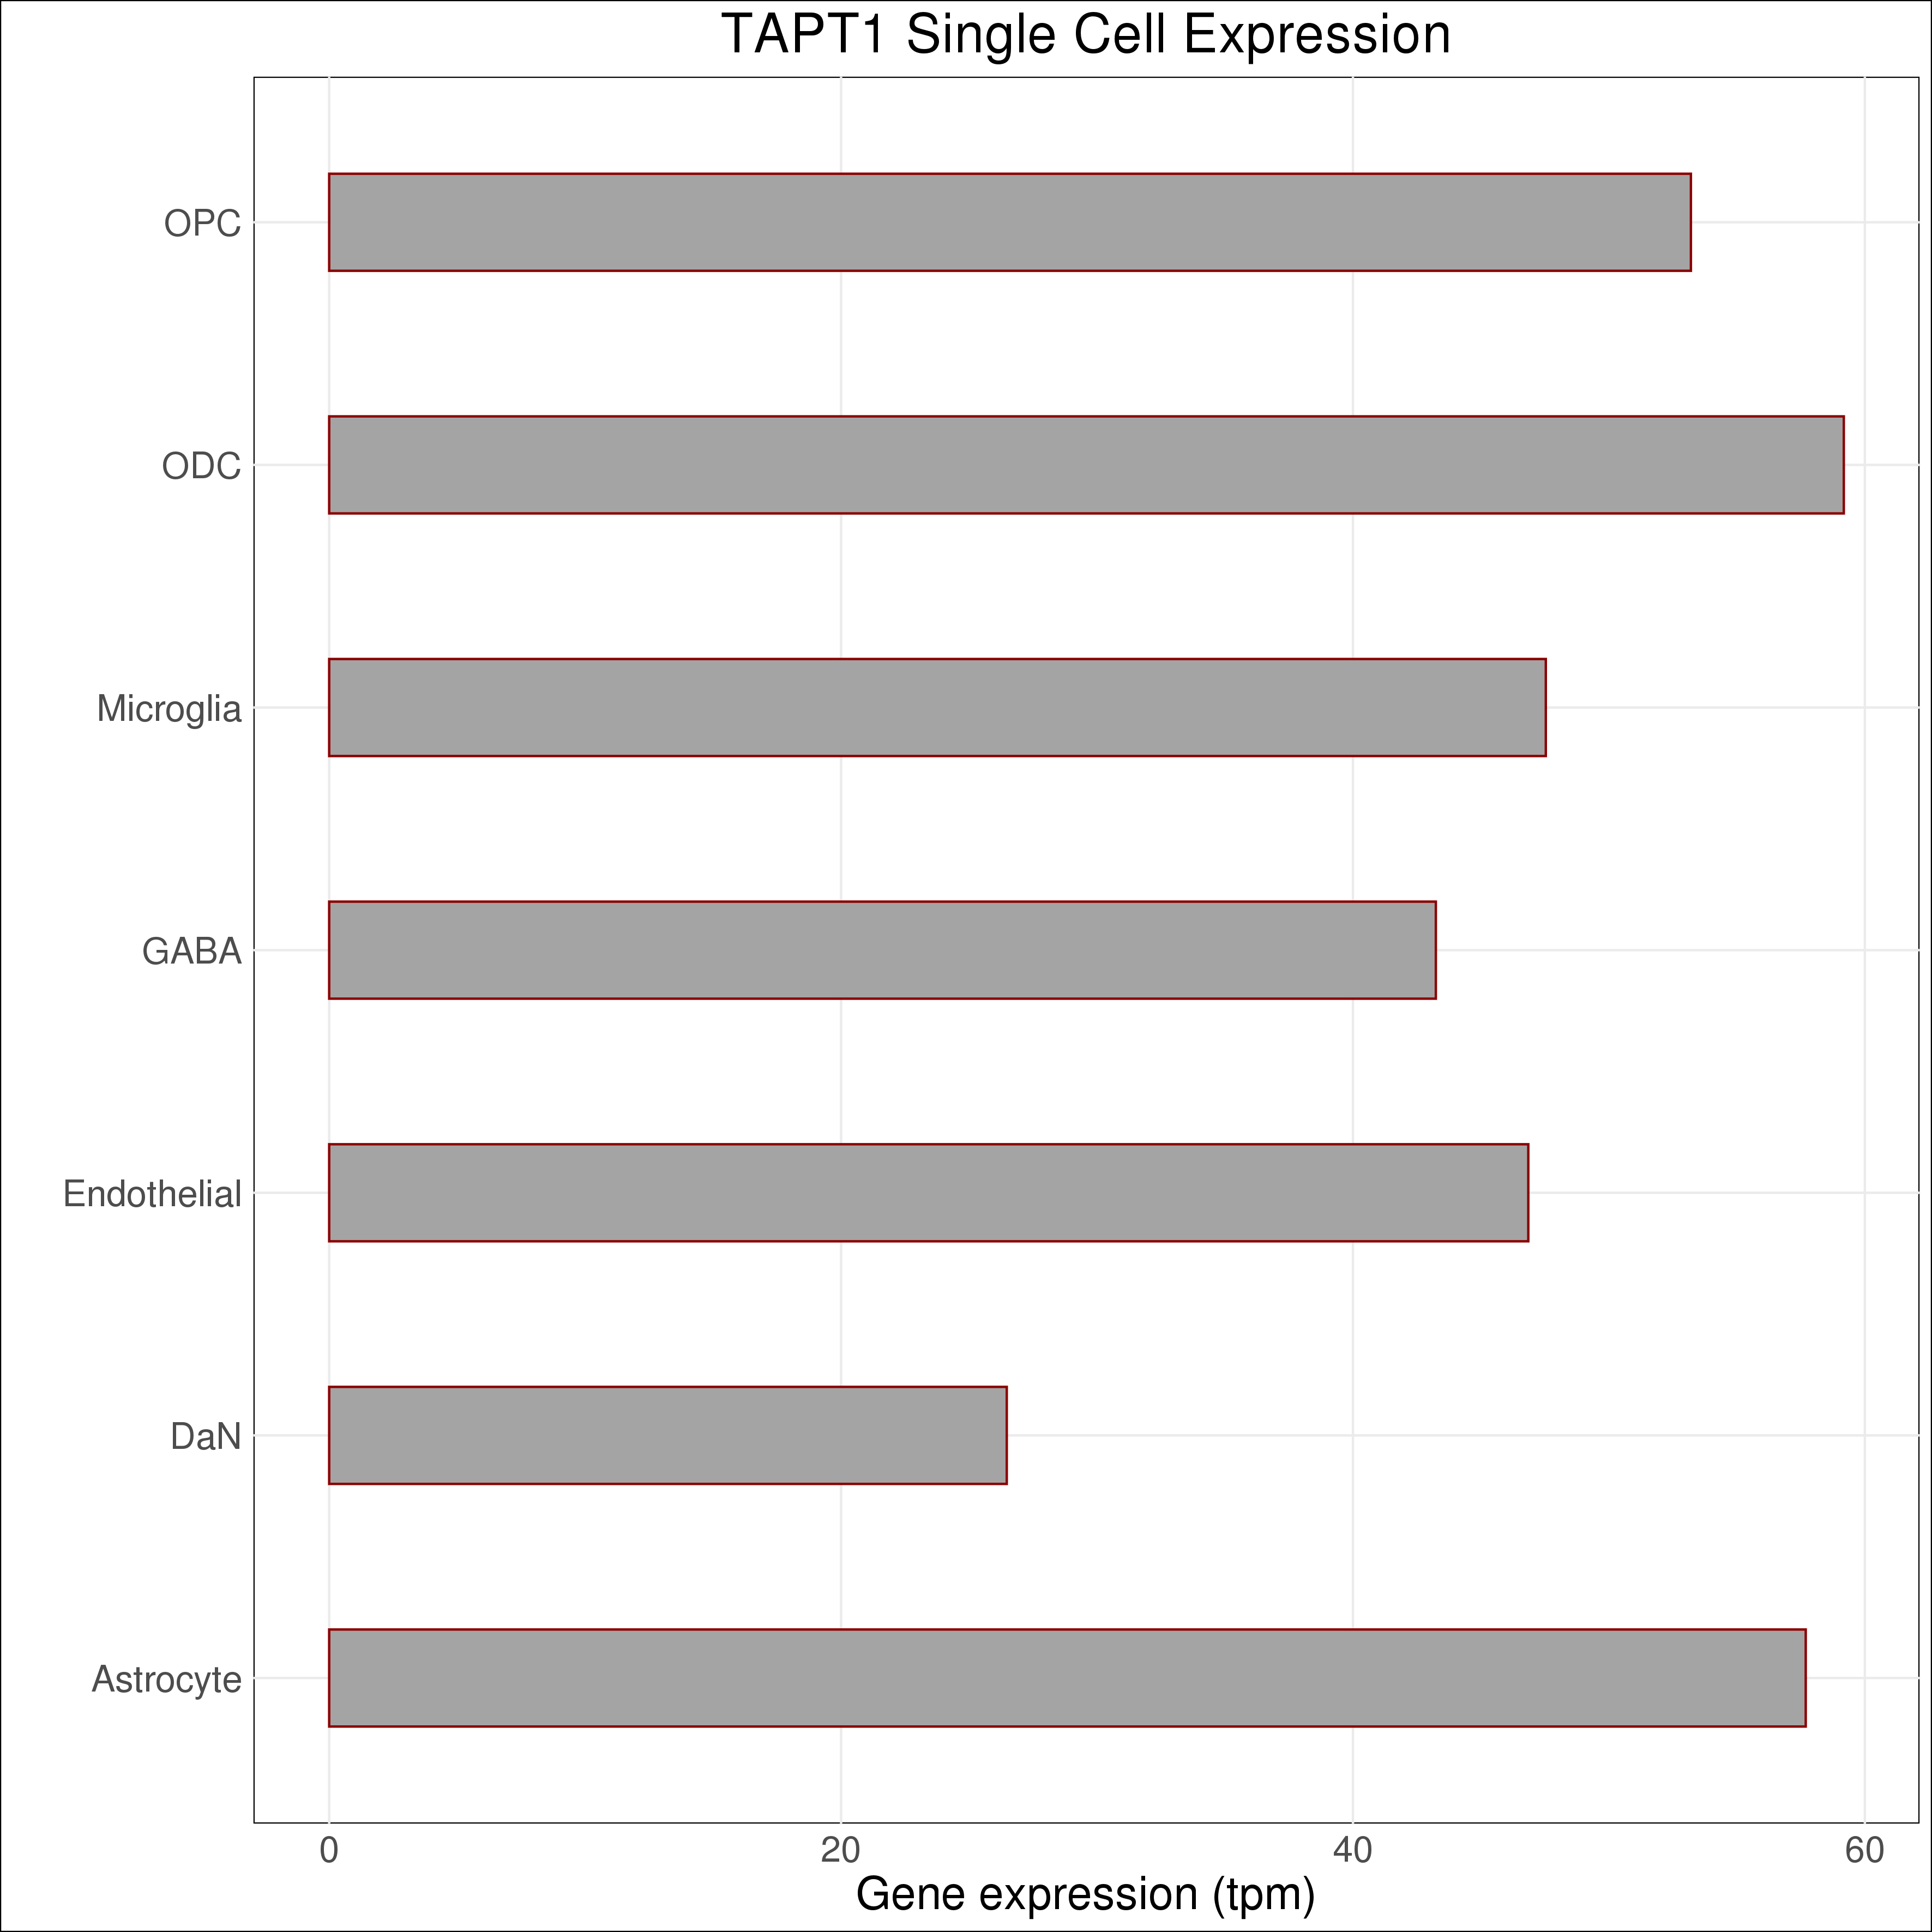 TAPT1 Single Cell Expression
OPC
ODC
Microglia
GABA
Endothelial
DaN
Astrocyte
0 20 40 60
Gene expression (tpm)